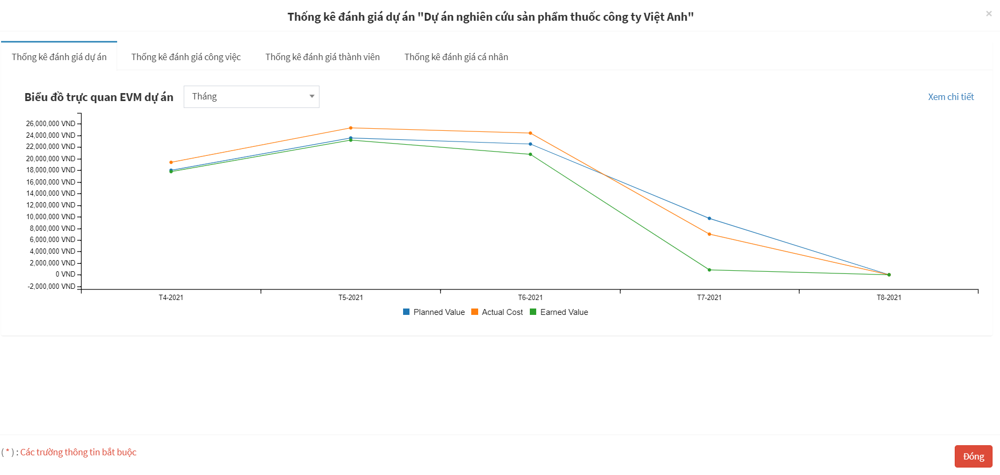 Thống kê đánh giá dự án "Dự án nghiên cứu sản phẩm thuốc công ty Việt Anh"
×
Thống kê đánh giá dự án
Thống kê đánh giá công việc
Thống kê đánh giá thành viên
Thống kê đánh giá cá nhân
Biểu đồ trực quan EVM dự án
Tháng
Xem chi tiết
26,000,000 VND
24,000,000 VND
22,000,000 VND
20,000,000 VND
18,000,000 VND
16,000,000 VND
14,000,000 VND
12,000,000 VND
10,000,000 VND
8,000,000 VND
6,000,000 VND
4,000,000 VND
2,000,000 VND
0 VND
-2,000,000 VND
T4-2021
T5-2021
T6-2021
T7-2021
T8-2021
Planned Value
Actual Cost
Earned Value
( * ) : Các trường thông tin bắt buộc
Đóng